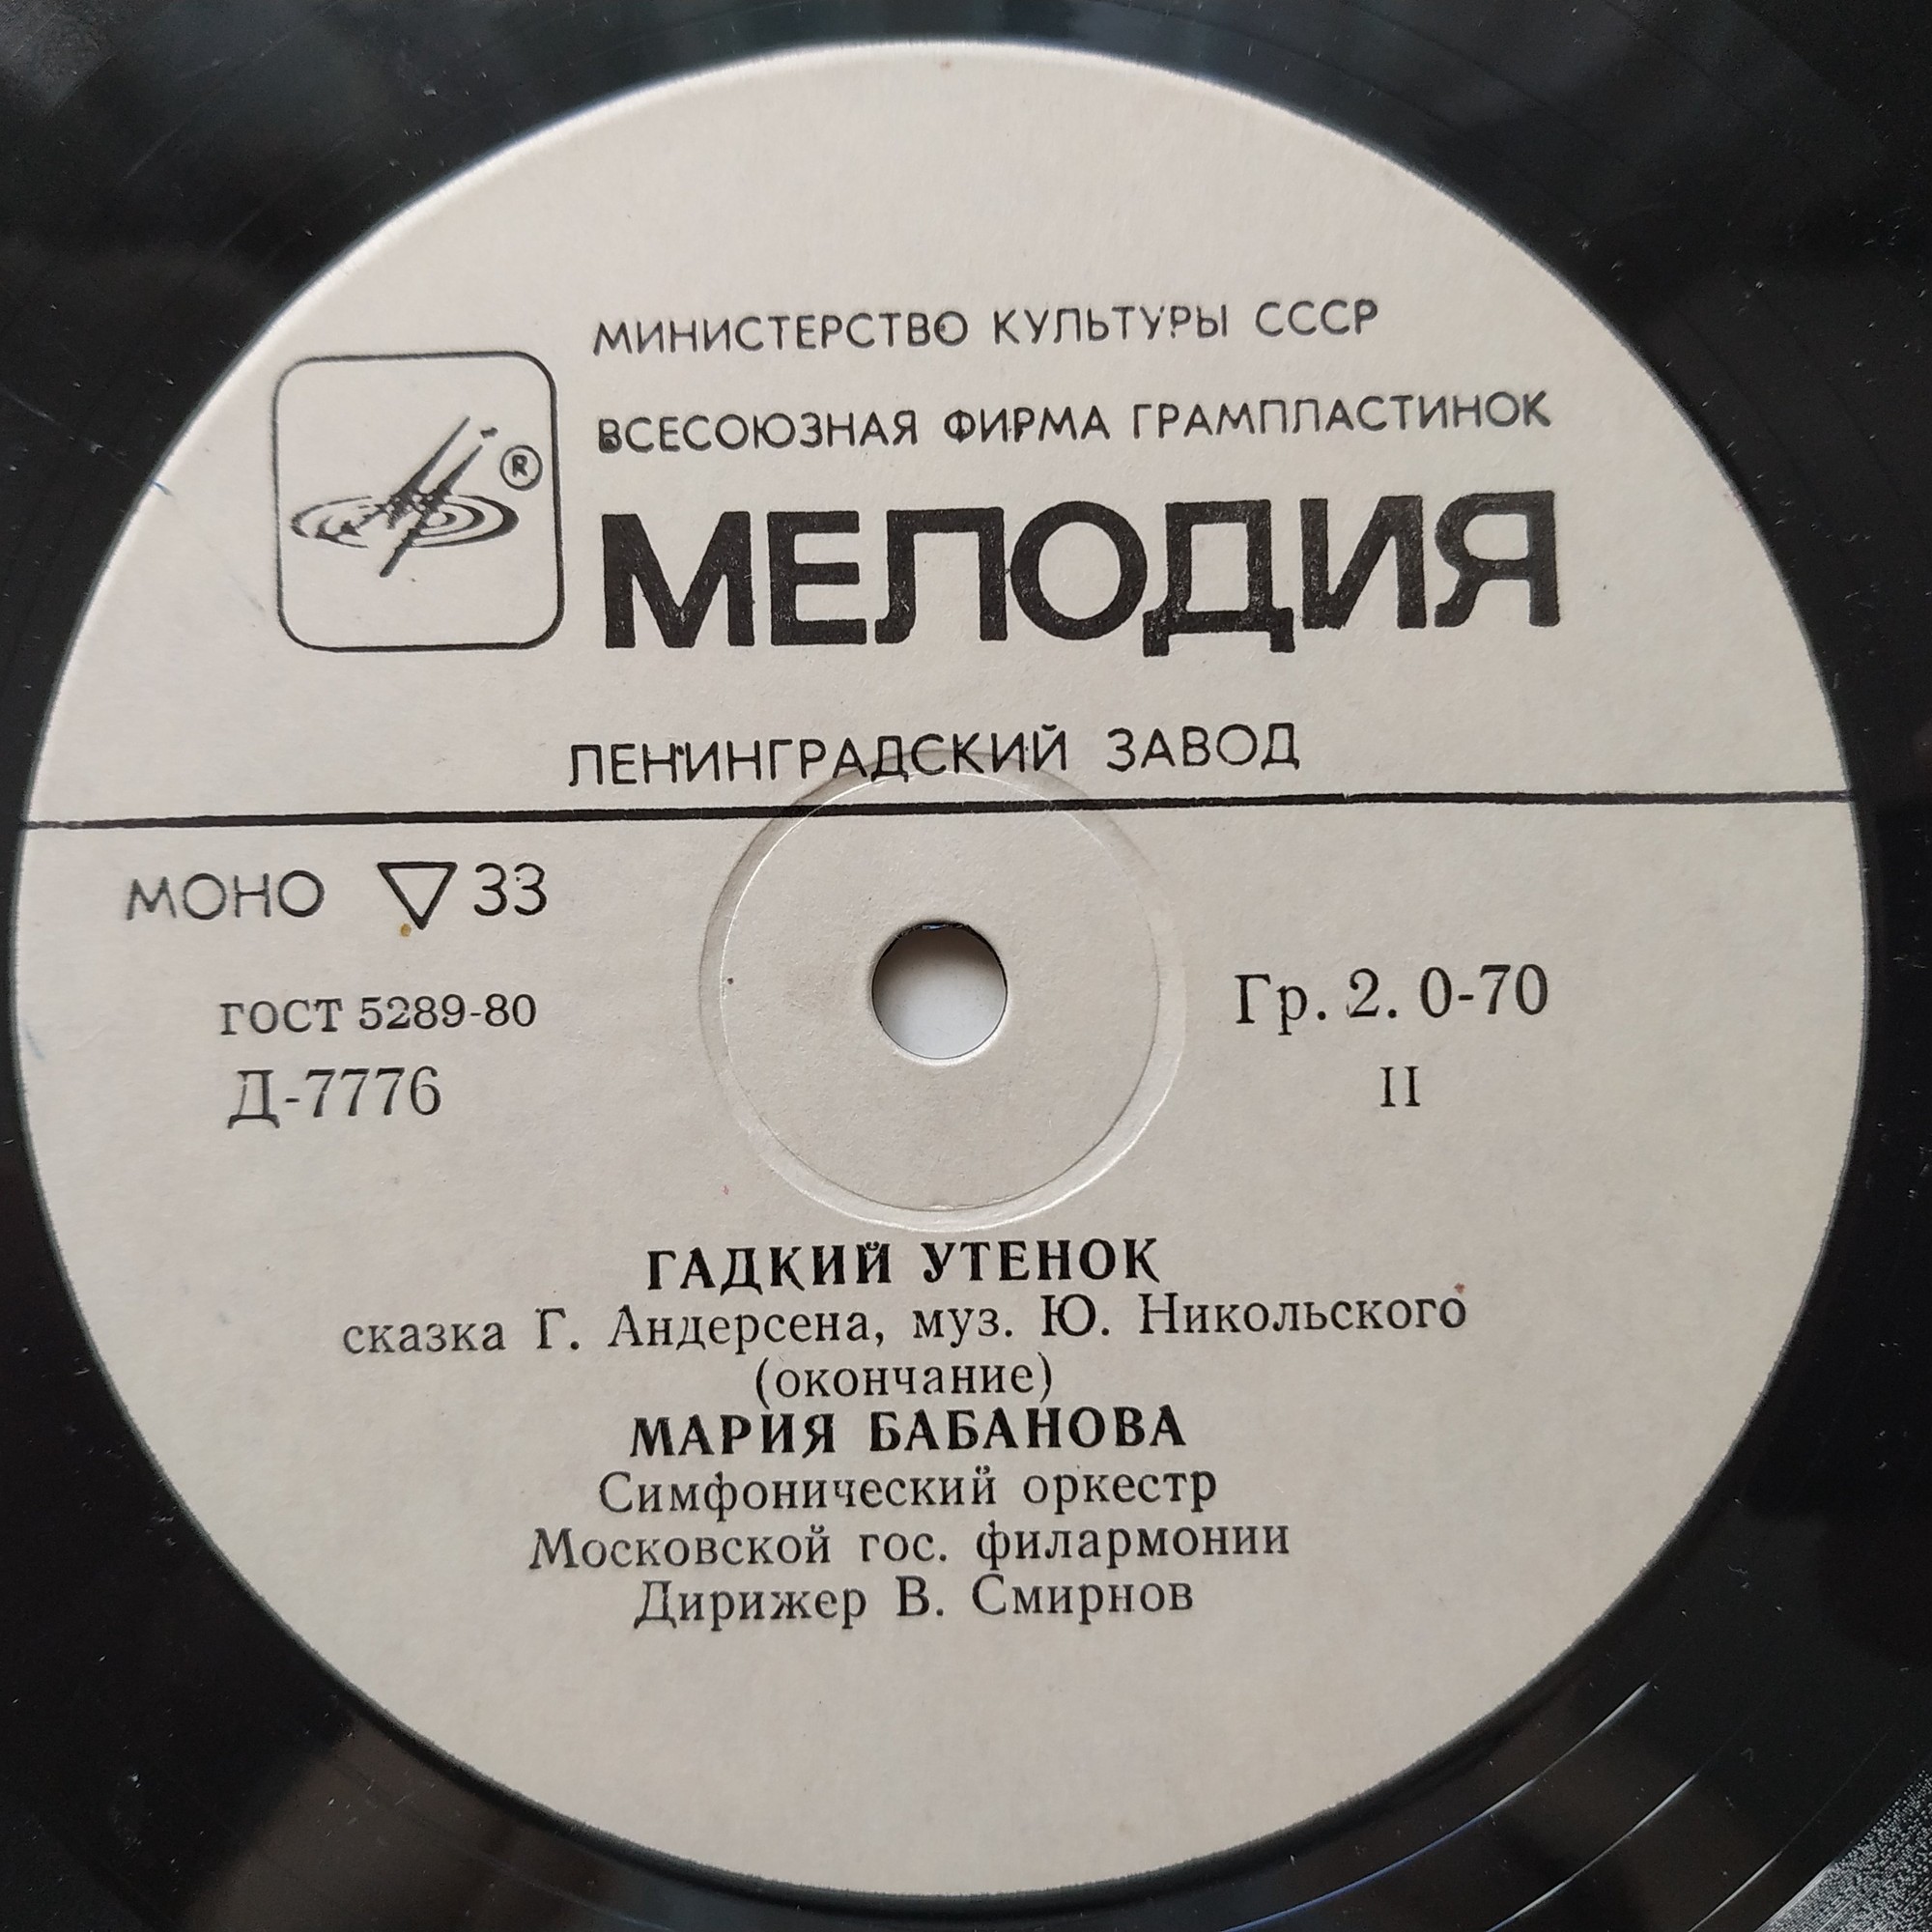 МИНИСТЕРСТВО КУЛЬТУРЫ СССР
ВСЕСОЮЗНАЯ ФИРМА ГРАМПЛАСТИНОК
®
МЕЛОДИЯ
ЛЕНИНГРАДСКИЙ ЗАВОД
МОНО ▽ 33
ГОСТ 5289-80
Гр. 2. 0-70
Д-7776
II
ГАДКИЙ УТЕНОК
сказка Г. Андерсена, муз. Ю. Никольского
(окончание)
МАРИЯ БАБАНОВА
Симфонический оркестр
Московской гос. филармонии
Дирижер В. Смирнов